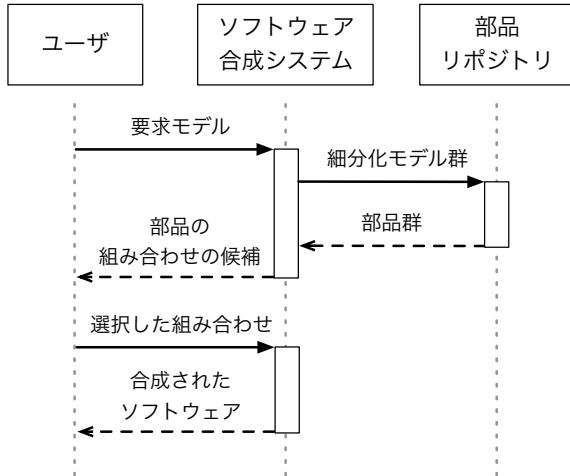 ユーザ
ソフトウェア
合成システム
部品
リポジトリ
要求モデル
細分化モデル群
部品群
部品の
組み合わせの候補
選択した組み合わせ
合成された
ソフトウェア